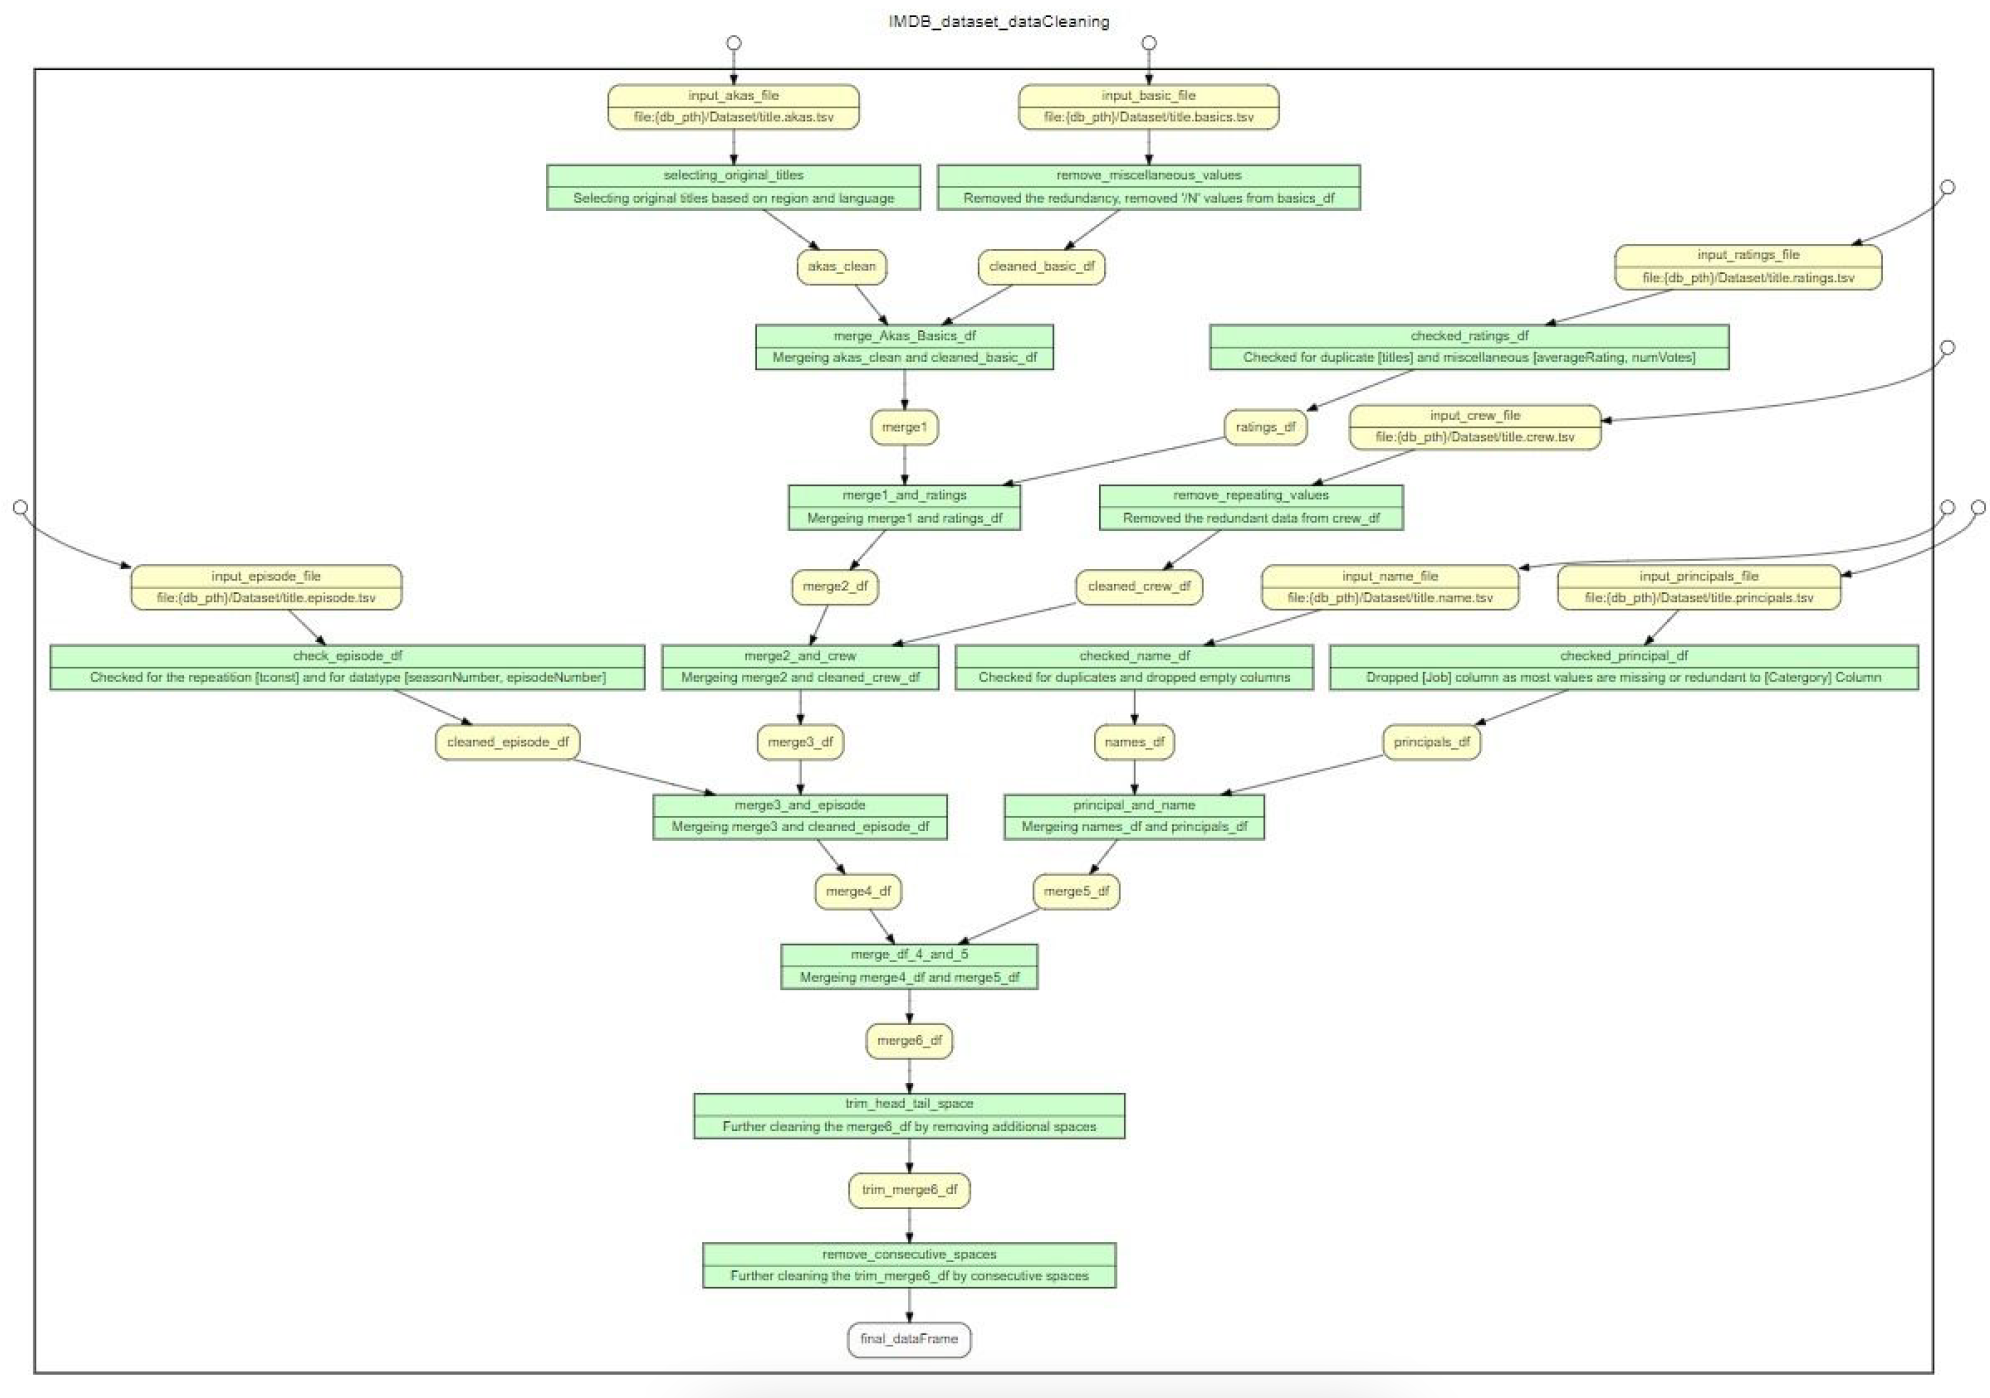 IMDB_dataset_dataCleaning
input_akas_file
file:{db_pth}/Dataset/title.akas.tsv
input_basic_file
file:{db_pth}/Dataset/title.basics.tsv
selecting_original_titles
Selecting original titles based on region and language
remove_miscellaneous_values
Removed the redundancy, removed '/N' values from basics_df
akas_clean
cleaned_basic_df
input_ratings_file
file:{db_pth}/Dataset/title.ratings.tsv
merge_Akas_Basics_df
Mergeing akas_clean and cleaned_basic_df
checked_ratings_df
Checked for duplicate [titles] and miscellaneous [averageRating, numVotes]
merge1
ratings_df
input_crew_file
file:{db_pth}/Dataset/title.crew.tsv
merge1_and_ratings
Mergeing merge1 and ratings_df
remove_repeating_values
Removed the redundant data from crew_df
input_episode_file
file:{db_pth}/Dataset/title.episode.tsv
merge2_df
cleaned_crew_df
input_name_file
file:{db_pth}/Dataset/title.name.tsv
input_principals_file
file:{db_pth}/Dataset/title.principals.tsv
check_episode_df
Checked for the repeatition [tconst] and for datatype [seasonNumber, episodeNumber]
merge2_and_crew
Mergeing merge2 and cleaned_crew_df
checked_name_df
Checked for duplicates and dropped empty columns
checked_principal_df
Dropped [Job] column as most values are missing or redundant to [Catergory] Column
cleaned_episode_df
merge3_df
names_df
principals_df
merge3_and_episode
Mergeing merge3 and cleaned_episode_df
principal_and_name
Mergeing names_df and principals_df
merge4_df
merge5_df
merge_df_4_and_5
Mergeing merge4_df and merge5_df
merge6_df
trim_head_tail_space
Further cleaning the merge6_df by removing additional spaces
trim_merge6_df
remove_consecutive_spaces
Further cleaning the trim_merge6_df by consecutive spaces
final_dataFrame